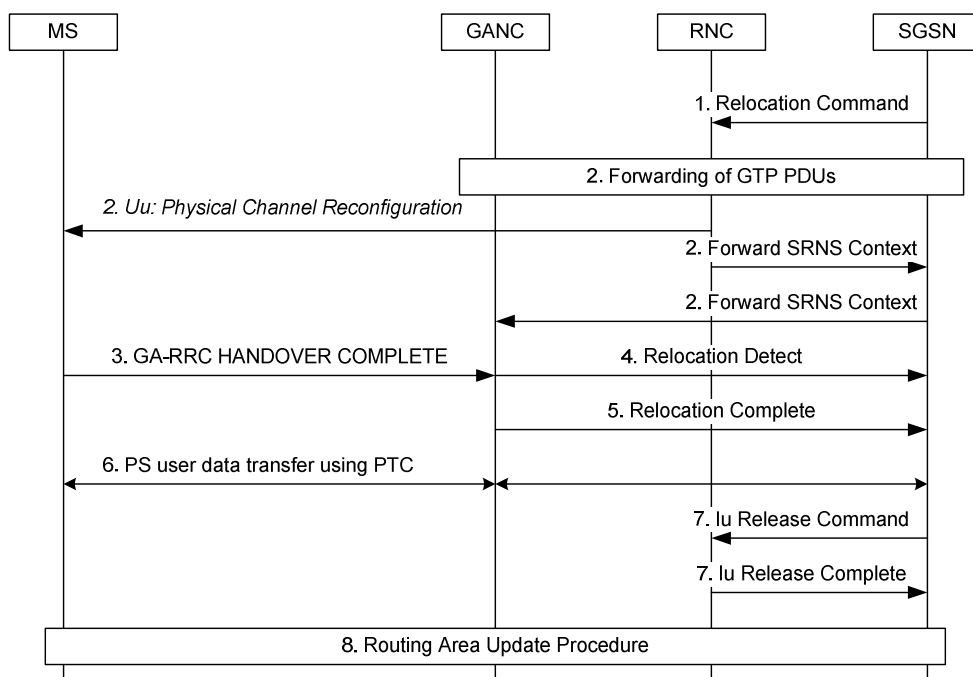 MS
GANC
RNC
SGSN
1. Relocation Command
2. Forwarding of GTP PDUs
2. Uu: Physical Channel Reconfiguration
2. Forward SRNS Context
2. Forward SRNS Context
3. GA-RRC HANDOVER COMPLETE
4. Relocation Detect
5. Relocation Complete
6. PS user data transfer using PTC
7. Iu Release Command
7. Iu Release Complete
8. Routing Area Update Procedure